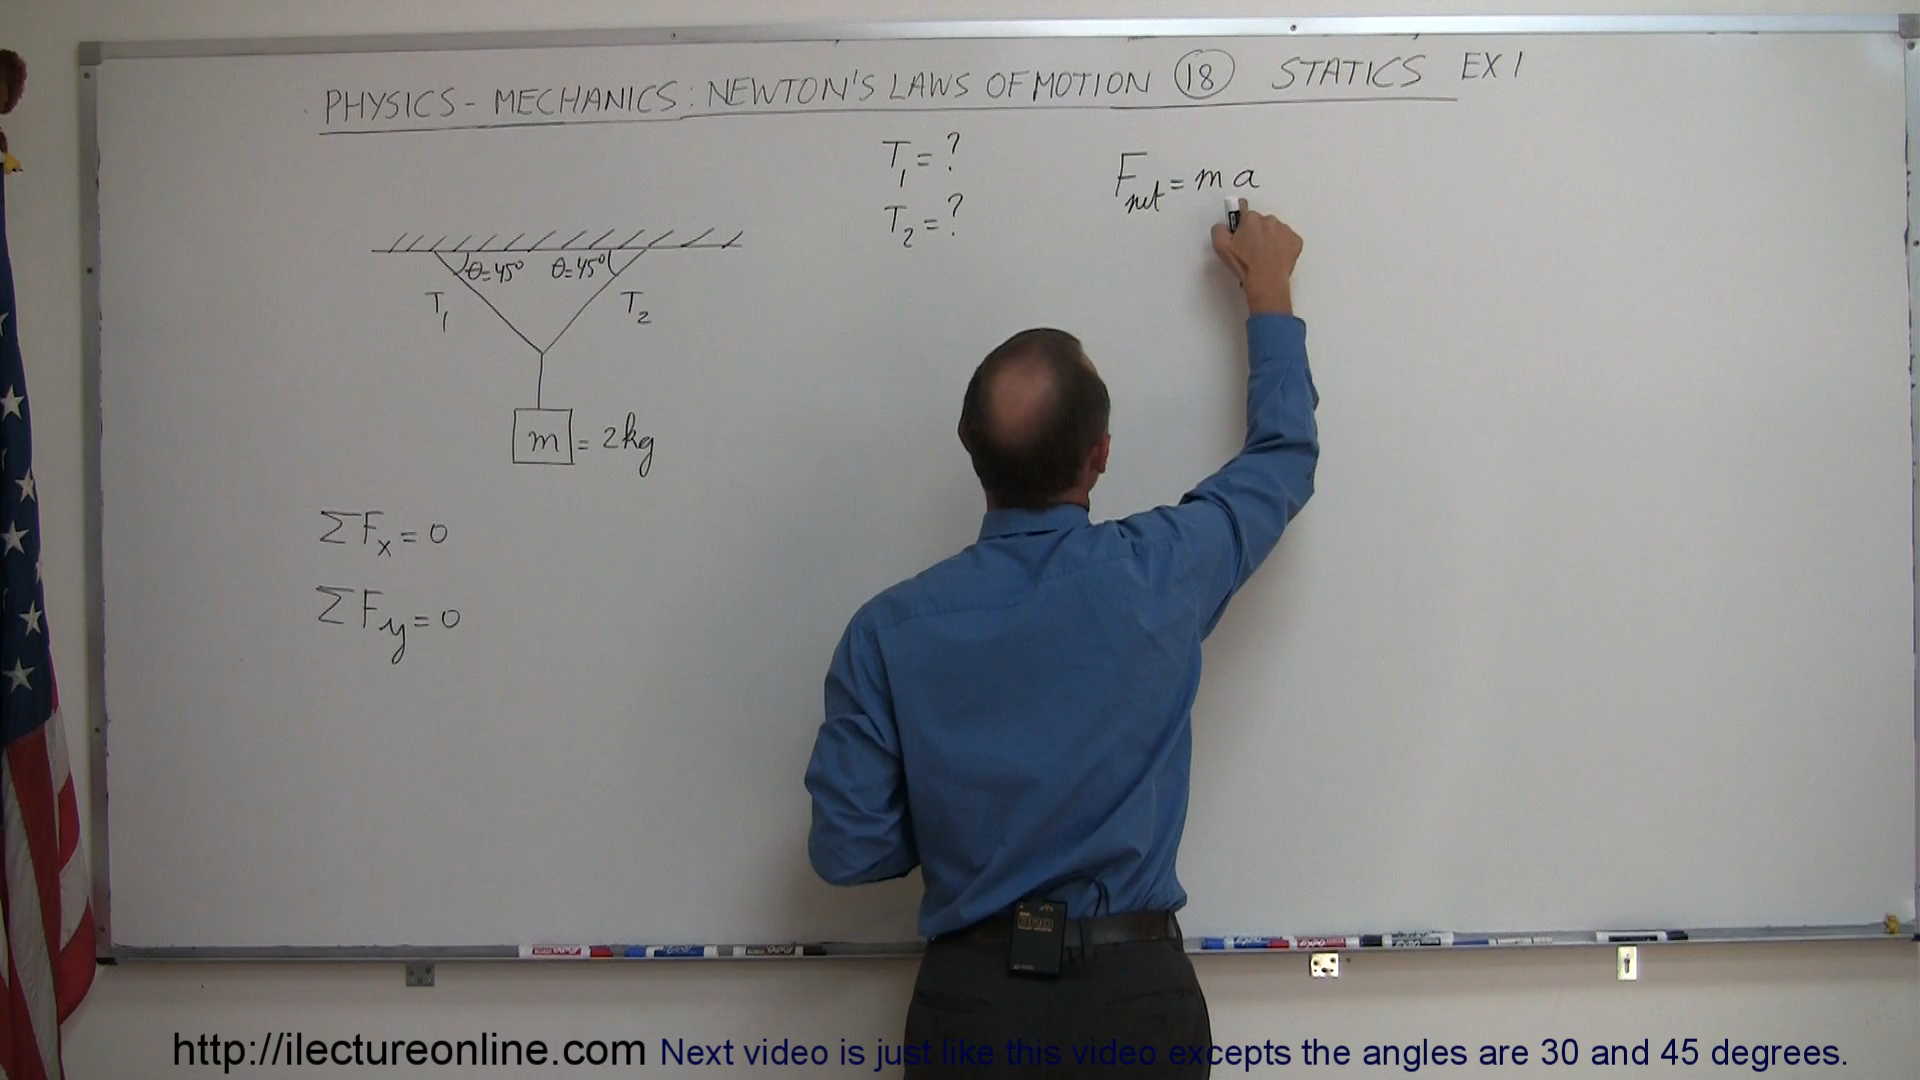 PHYSICS - MECHANICS: NEWTON'S LAWS OF MOTION 18 STATICS EX 1
T1 = ?
T2 = ?
Fnet = m a
θ=45° θ=45°
T1
T2
m = 2kg
ΣFx = 0
ΣFy = 0
http://ilectureonline.com Next video is just like this video excepts the angles are 30 and 45 degrees.